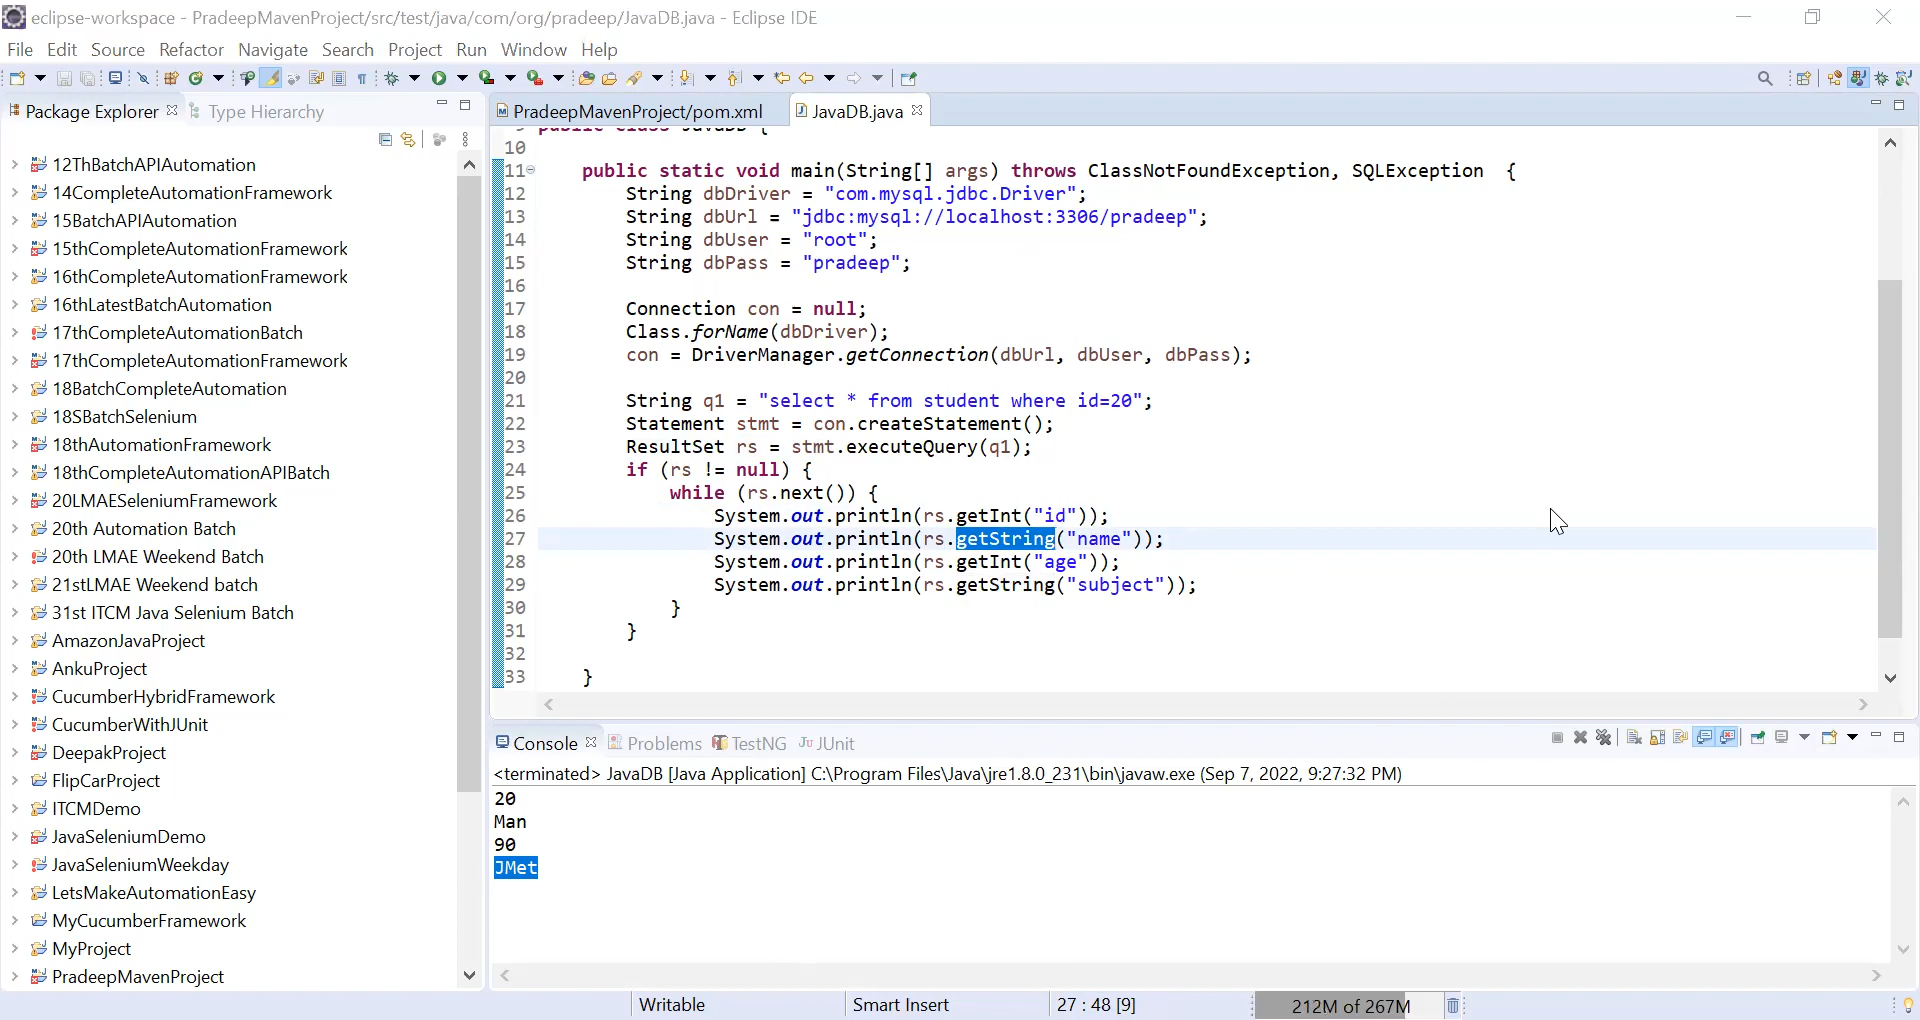 eclipse-workspace - PradeepMavenProject/src/test/java/com/org/pradeep/JavaDB.java - Eclipse IDE
File Edit Source Refactor Navigate Search Project Run Window Help
Package Explorer Type Hierarchy
12ThBatchAPIAutomation
14CompleteAutomationFramework
15BatchAPIAutomation
15thCompleteAutomationFramework
16thCompleteAutomationFramework
16thLatestBatchAutomation
17thCompleteAutomationBatch
17thCompleteAutomationFramework
18BatchCompleteAutomation
18SBatchSelenium
18thAutomationFramework
18thCompleteAutomationAPIBatch
20LMAESeleniumFramework
20th Automation Batch
20th LMAE Weekend Batch
21stLMAE Weekend batch
31st ITCM Java Selenium Batch
AmazonJavaProject
AnkuProject
CucumberHybridFramework
CucumberWithJUnit
DeepakProject
FlipCarProject
ITCMDemo
JavaSeleniumDemo
JavaSeleniumWeekday
LetsMakeAutomationEasy
MyCucumberFramework
MyProject
PradeepMavenProject
PradeepMavenProject/pom.xml JavaDB.java
9 public class JavaDB {
10
11 public static void main(String[] args) throws ClassNotFoundException, SQLException {
12 String dbDriver = "com.mysql.jdbc.Driver";
13 String dbUrl = "jdbc:mysql://localhost:3306/pradeep";
14 String dbUser = "root";
15 String dbPass = "pradeep";
16
17 Connection con = null;
18 Class.forName(dbDriver);
19 con = DriverManager.getConnection(dbUrl, dbUser, dbPass);
20
21 String q1 = "select * from student where id=20";
22 Statement stmt = con.createStatement();
23 ResultSet rs = stmt.executeQuery(q1);
24 if (rs != null) {
25 while (rs.next()) {
26 System.out.println(rs.getInt("id"));
27 System.out.println(rs.getString("name"));
28 System.out.println(rs.getInt("age"));
29 System.out.println(rs.getString("subject"));
30 }
31 }
32
33 }
Console Problems TestNG JUnit
<terminated> JavaDB [Java Application] C:\Program Files\Java\jre1.8.0_231\bin\javaw.exe (Sep 7, 2022, 9:27:32 PM)
20
Man
90
JMet
Writable Smart Insert 27 : 48 [9] 212M of 267M